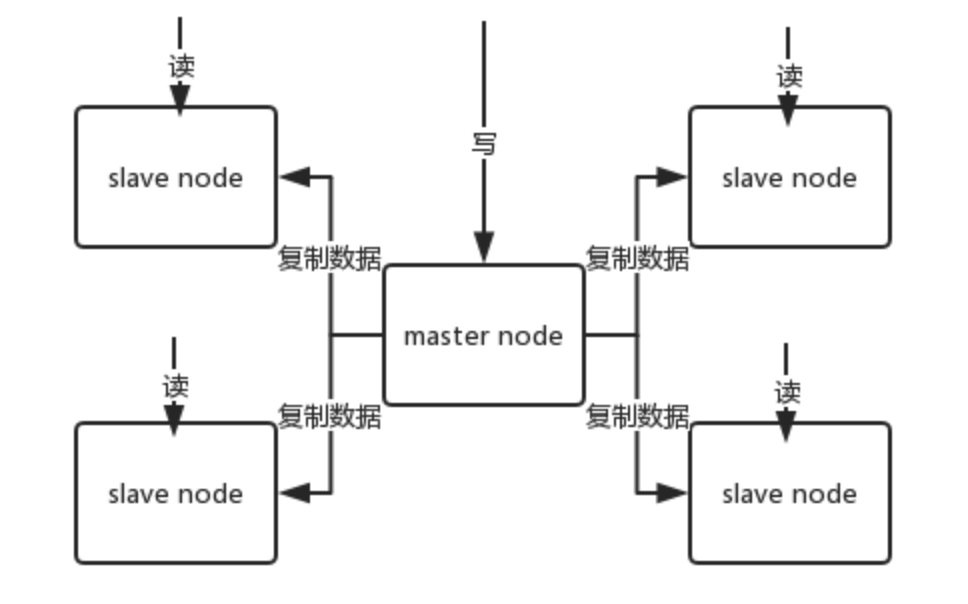 读
读
写
slave node
slave node
复制数据
复制数据
master node
读
读
复制数据
复制数据
slave node
slave node